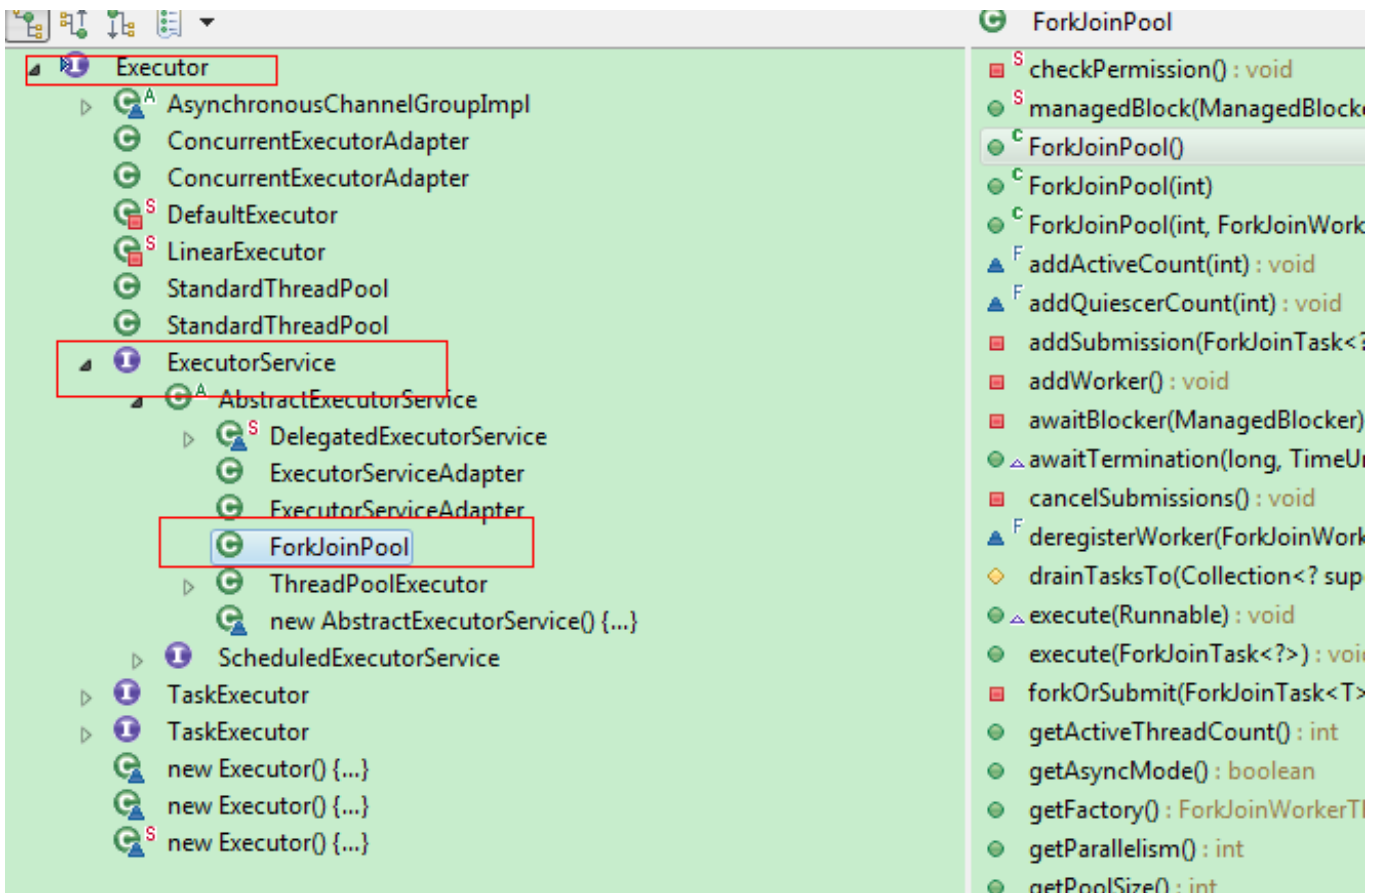 Executor
AsynchronousChannelGroupImpl
ConcurrentExecutorAdapter
ConcurrentExecutorAdapter
DefaultExecutor
LinearExecutor
StandardThreadPool
StandardThreadPool
ExecutorService
AbstractExecutorService
DelegatedExecutorService
ExecutorServiceAdapter
ExecutorServiceAdapter
ForkJoinPool
ThreadPoolExecutor
new AbstractExecutorService() {...}
ScheduledExecutorService
TaskExecutor
TaskExecutor
new Executor() {...}
new Executor() {...}
new Executor() {...}
ForkJoinPool
checkPermission() : void
managedBlock(ManagedBlocke
ForkJoinPool()
ForkJoinPool(int)
ForkJoinPool(int, ForkJoinWork
addActiveCount(int) : void
addQuiescerCount(int) : void
addSubmission(ForkJoinTask<?
addWorker() : void
awaitBlocker(ManagedBlocker)
awaitTermination(long, TimeU
cancelSubmissions() : void
deregisterWorker(ForkJoinWork
drainTasksTo(Collection<? sup
execute(Runnable) : void
execute(ForkJoinTask<?>) : voi
forkOrSubmit(ForkJoinTask<T>
getActiveThreadCount() : int
getAsyncMode() : boolean
getFactory() : ForkJoinWorkerT
getParallelism() : int
getPoolSize() : int